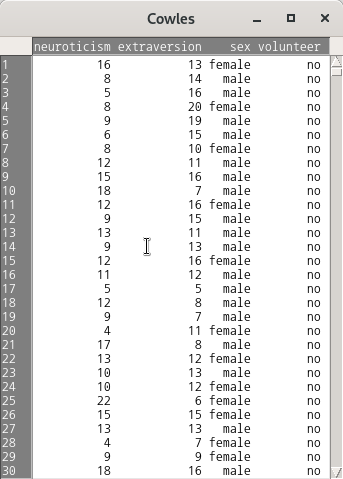 Cowles
neuroticism extraversion sex volunteer
1 16 13 female no
2 8 14 male no
3 5 16 male no
4 8 20 female no
5 9 19 male no
6 6 15 male no
7 8 10 female no
8 12 11 male no
9 15 16 male no
10 18 7 male no
11 12 16 female no
12 9 15 male no
13 13 11 male no
14 9 13 male no
15 12 16 female no
16 11 12 male no
17 5 5 male no
18 12 8 male no
19 9 7 male no
20 4 11 female no
21 17 8 male no
22 13 12 female no
23 10 13 male no
24 10 12 female no
25 22 6 female no
26 15 15 female no
27 13 13 male no
28 4 7 female no
29 9 9 female no
30 18 16 male no